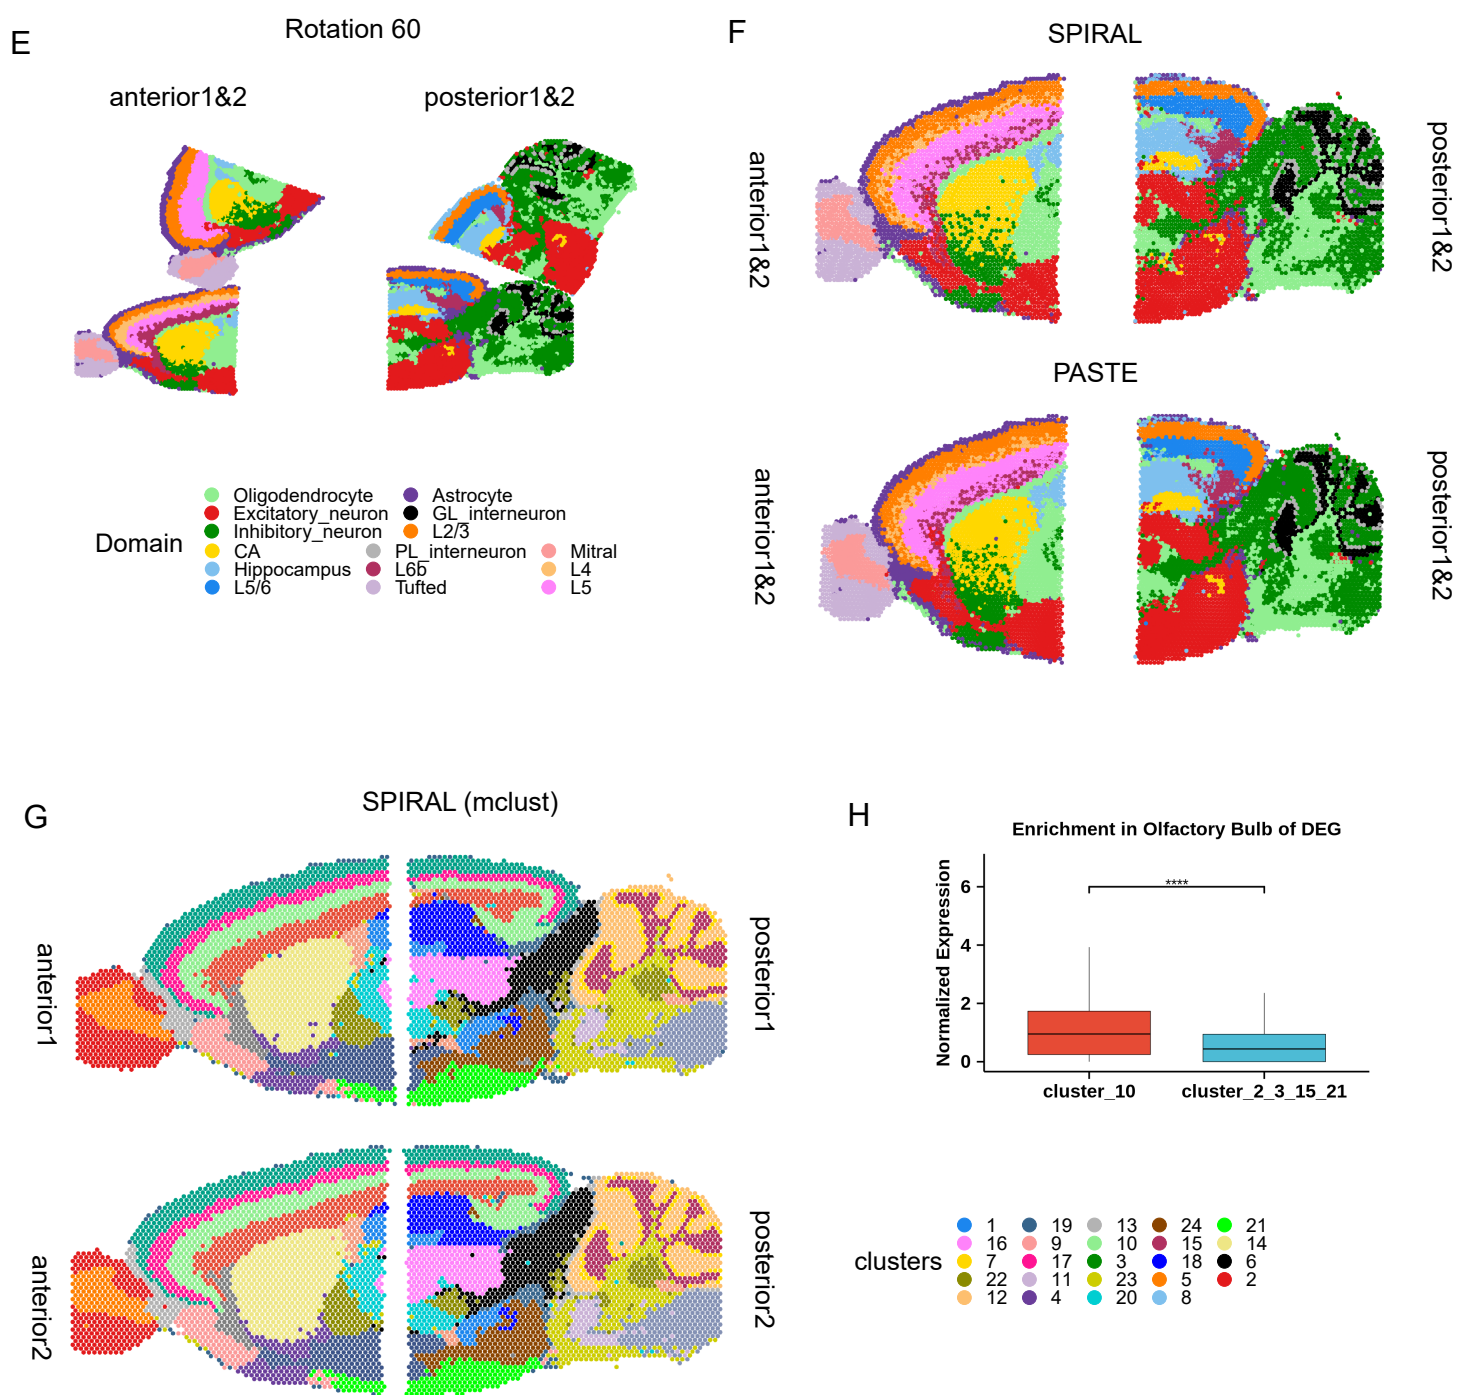 E
Rotation 60
anterior1&2
posterior1&2
Domain
Oligodendrocyte
Excitatory_neuron
Inhibitory_neuron
CA
Hippocampus
L5/6
Astrocyte
GL_interneuron
L2/3
PL_interneuron
L6b
Tufted
Mitral
L4
L5
F
SPIRAL
anterior1&2
posterior1&2
PASTE
anterior1&2
posterior1&2
G
SPIRAL (mclust)
anterior1
posterior1
anterior2
posterior2
H
Enrichment in Olfactory Bulb of DEG
Normalized Expression
6
4
2
0
****
cluster_10
cluster_2_3_15_21
clusters
1 19 13 24 21
16 9 10 15 14
7 17 3 18 6
22 11 23 5 2
12 4 20 8